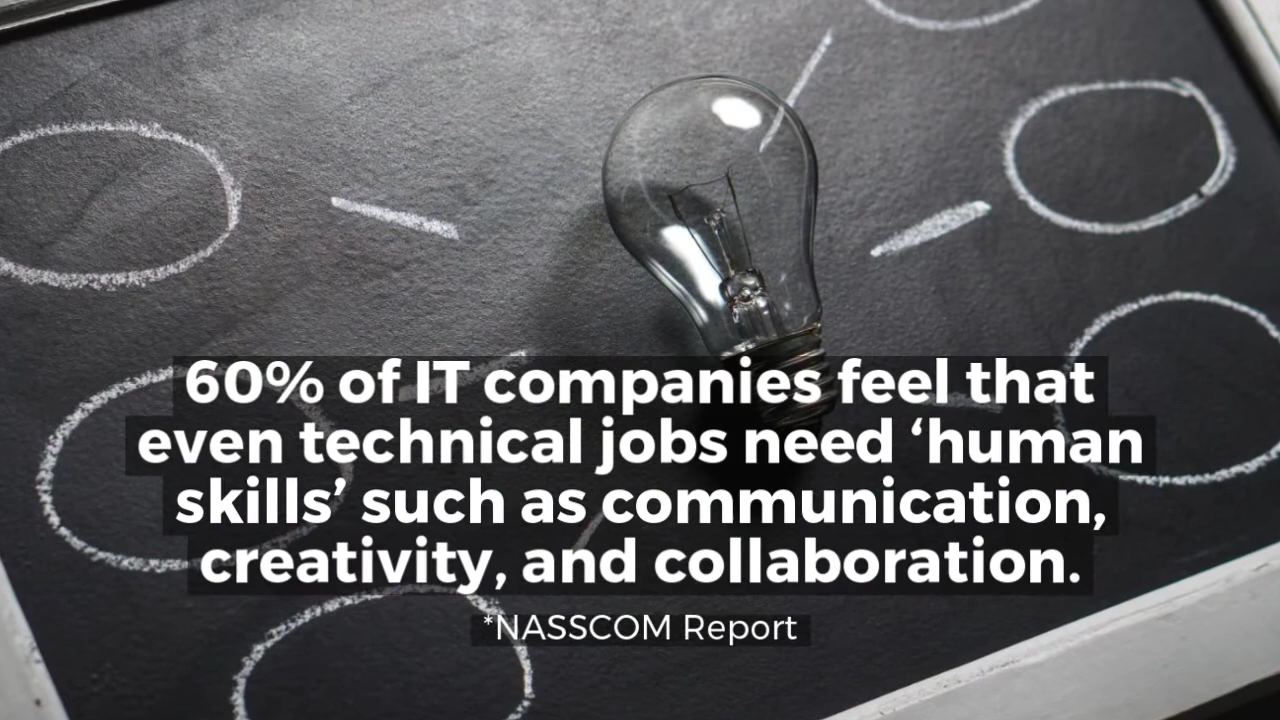 60% of IT companies feel that
even technical jobs need ‘human
skills’ such as communication,
creativity, and collaboration.
*NASSCOM Report